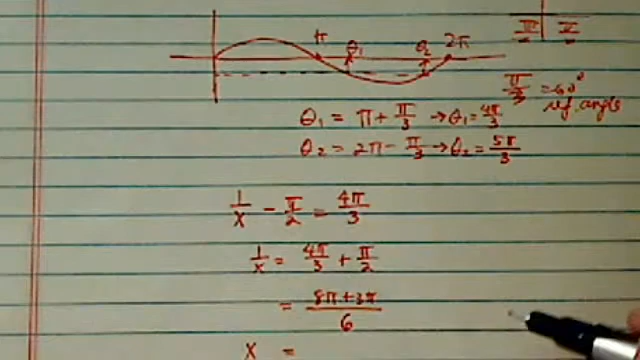 π θ₁ θ₂ 2π
III IV
π/3 = 60°
ref. angle
θ₁ = π + π/3 → θ₁ = 4π/3
θ₂ = 2π − π/3 → θ₂ = 5π/3
1/x − π/2 = 4π/3
1/x = 4π/3 + π/2
= (8π + 3π)/6
x =